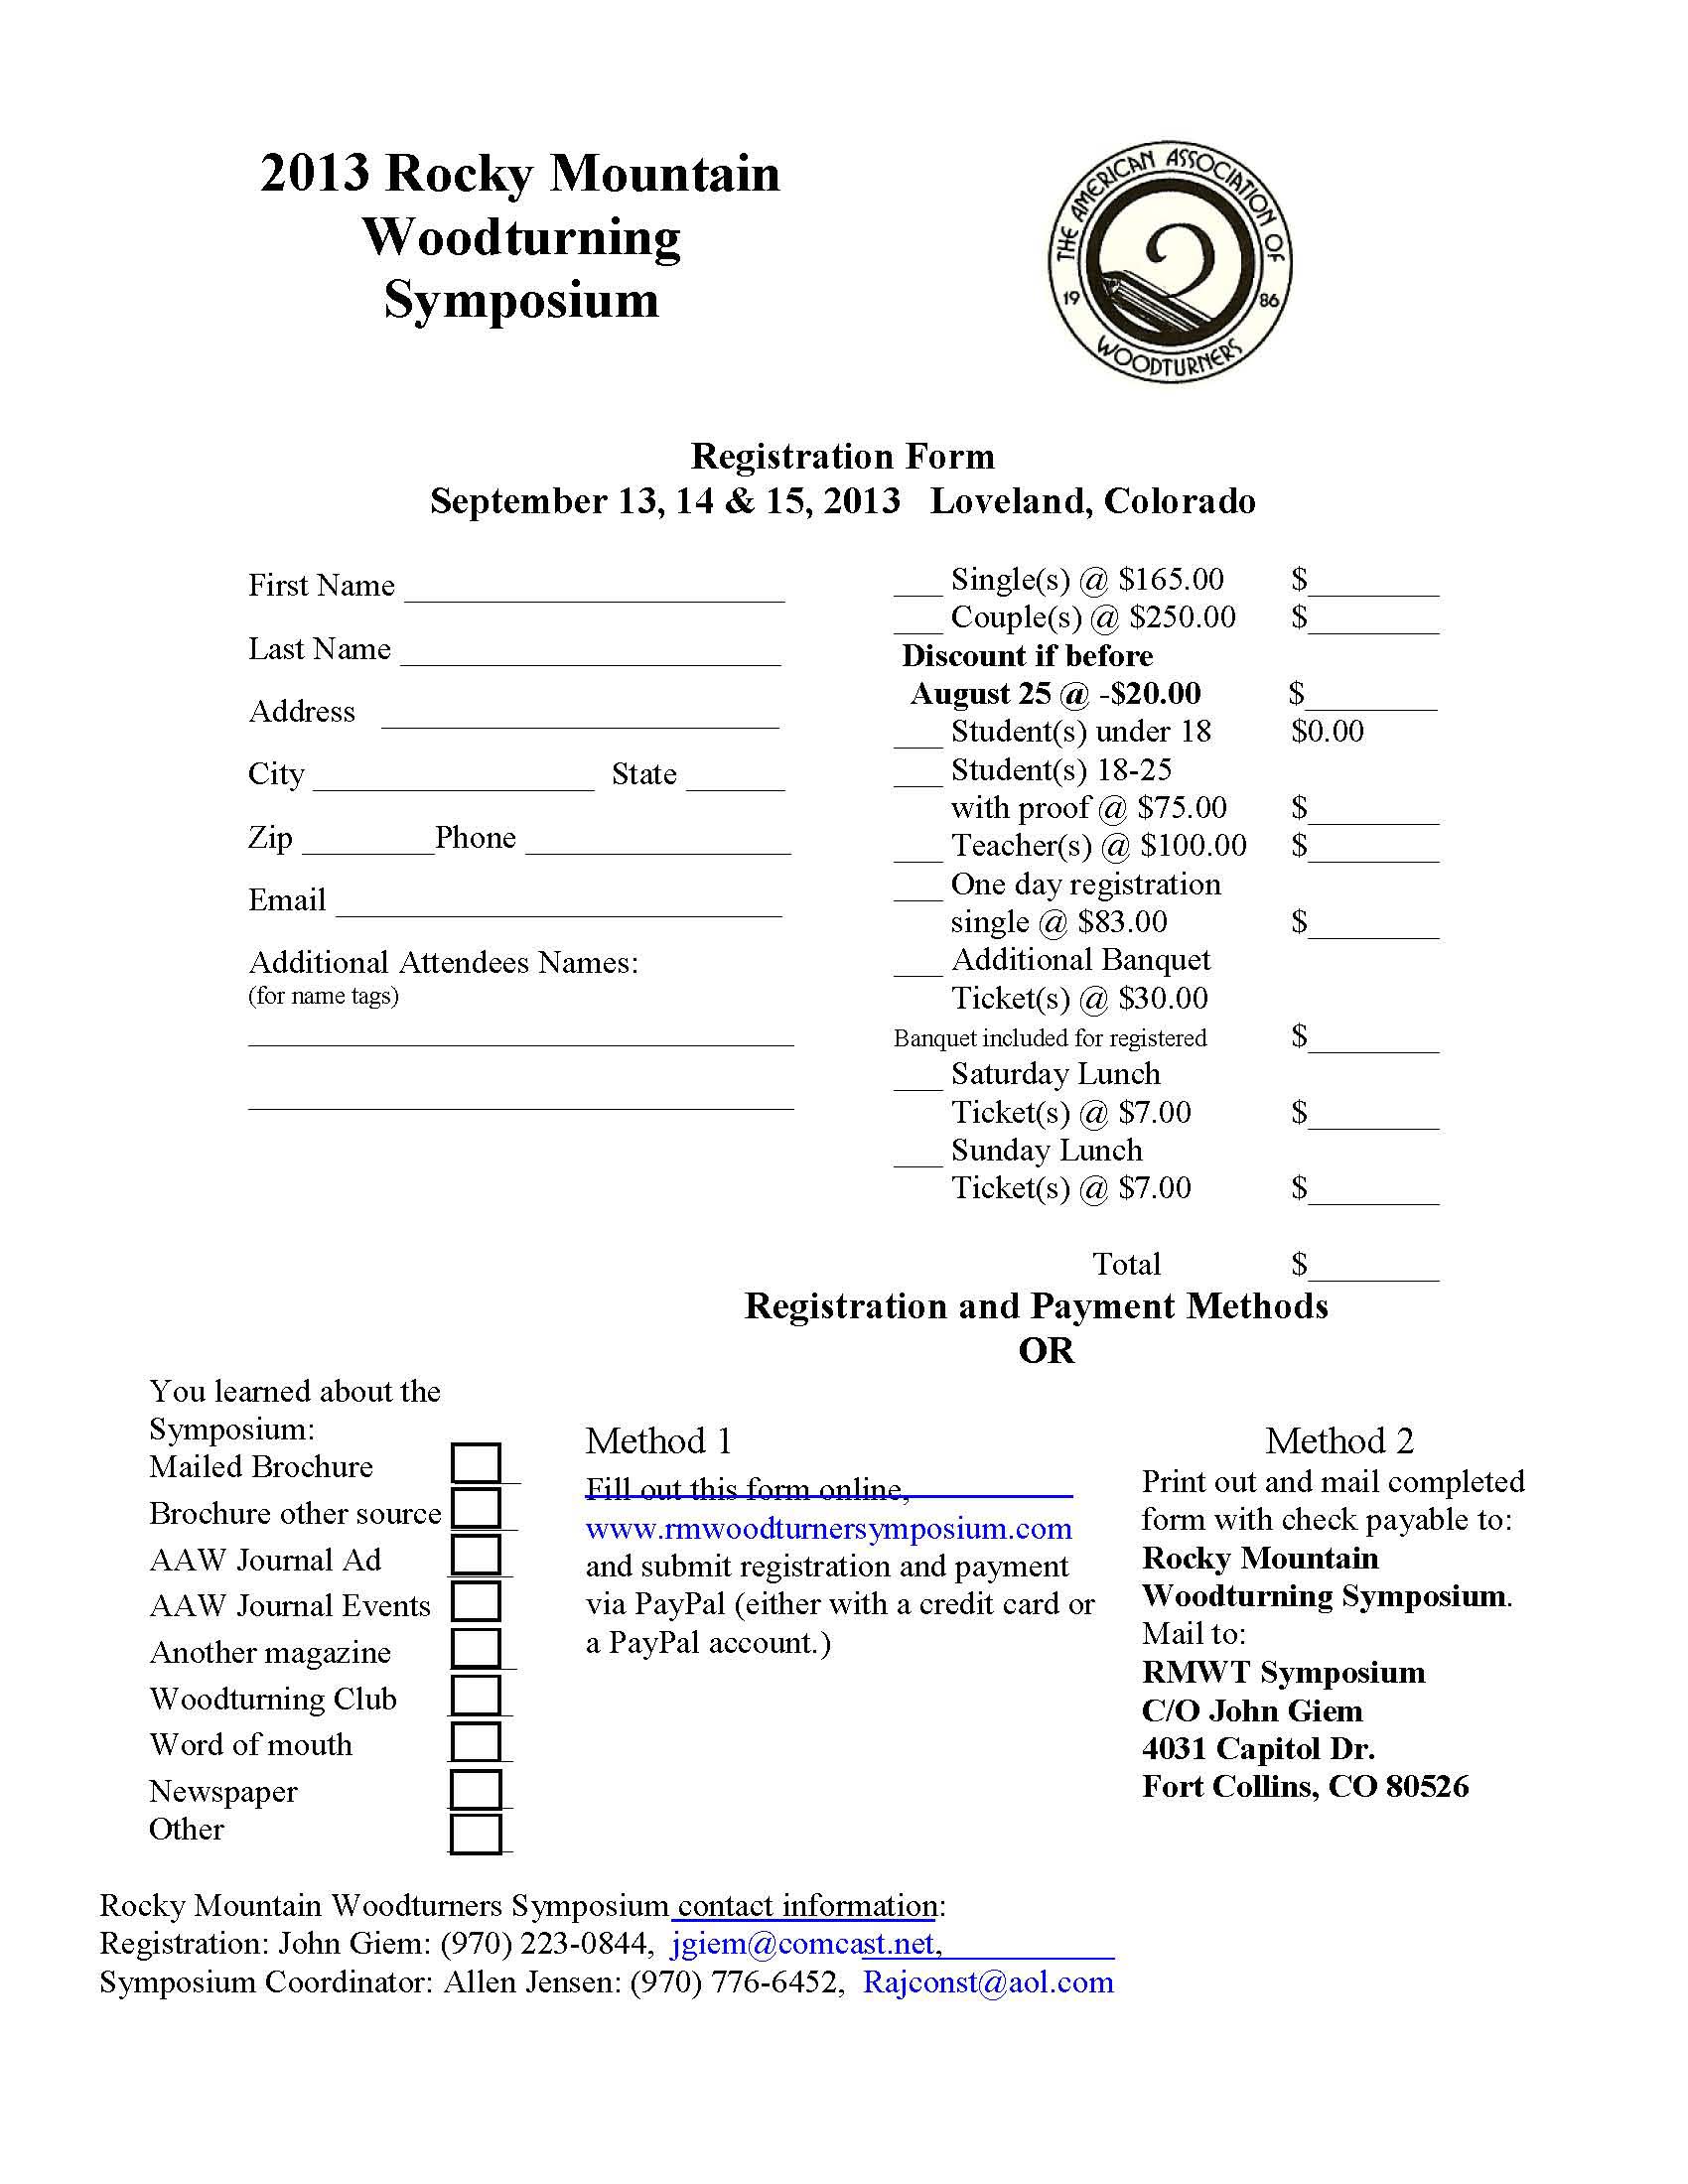 2013 Rocky Mountain
Woodturning
Symposium
THE AMERICAN ASSOCIATION OF
19 86
WOODTURNERS
Registration Form
September 13, 14 & 15, 2013 Loveland, Colorado
First Name ______________________
Last Name ______________________
Address ______________________
City ________________ State ______
Zip ________Phone ________________
Email __________________________
Additional Attendees Names:
(for name tags)
________________________________
________________________________
___ Single(s) @ $165.00 $________
___ Couple(s) @ $250.00 $________
Discount if before
August 25 @ -$20.00 $________
___ Student(s) under 18 $0.00
___ Student(s) 18-25
with proof @ $75.00 $________
___ Teacher(s) @ $100.00 $________
___ One day registration
single @ $83.00 $________
___ Additional Banquet
Ticket(s) @ $30.00
Banquet included for registered $________
___ Saturday Lunch
Ticket(s) @ $7.00 $________
___ Sunday Lunch
Ticket(s) @ $7.00 $________
Total $________
Registration and Payment Methods
OR
You learned about the
Symposium:
Mailed Brochure
Brochure other source
AAW Journal Ad
AAW Journal Events
Another magazine
Woodturning Club
Word of mouth
Newspaper
Other
Method 1
Fill out this form online,
www.rmwoodturnersymposium.com
and submit registration and payment
via PayPal (either with a credit card or
a PayPal account.)
Method 2
Print out and mail completed
form with check payable to:
Rocky Mountain
Woodturning Symposium.
Mail to:
RMWT Symposium
C/O John Giem
4031 Capitol Dr.
Fort Collins, CO 80526
Rocky Mountain Woodturners Symposium contact information:
Registration: John Giem: (970) 223-0844, jgiem@comcast.net,
Symposium Coordinator: Allen Jensen: (970) 776-6452, Rajconst@aol.com